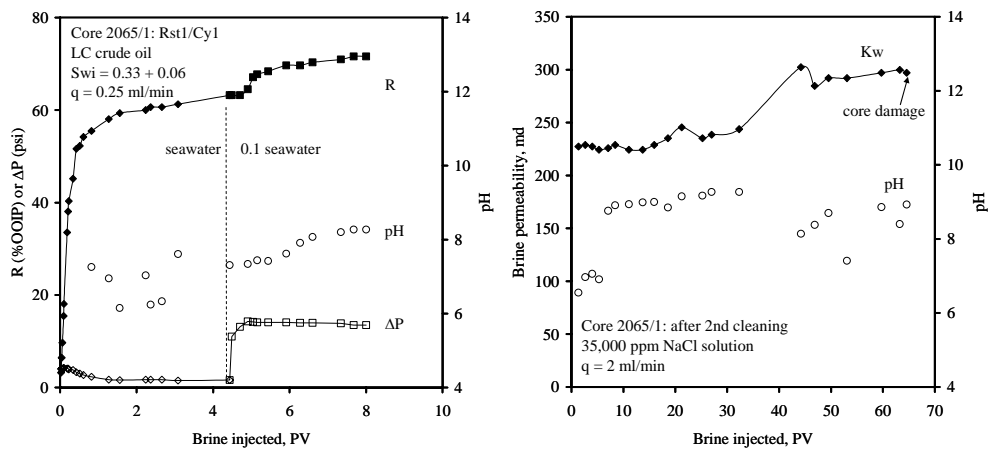 80
60
40
20
0
R (%OOIP) or ΔP (psi)
0 2 4 6 8 10
Brine injected, PV
14
12
10
8
6
4
pH
Core 2065/1: Rst1/Cy1
LC crude oil
Swi = 0.33 + 0.06
q = 0.25 ml/min
R
seawater 0.1 seawater
pH
ΔP
350
300
250
200
150
100
50
0
Brine permeability, md
0 10 20 30 40 50 60 70
Brine injected, PV
14
12
10
8
6
4
pH
Kw
core damage
pH
Core 2065/1: after 2nd cleaning
35,000 ppm NaCl solution
q = 2 ml/min